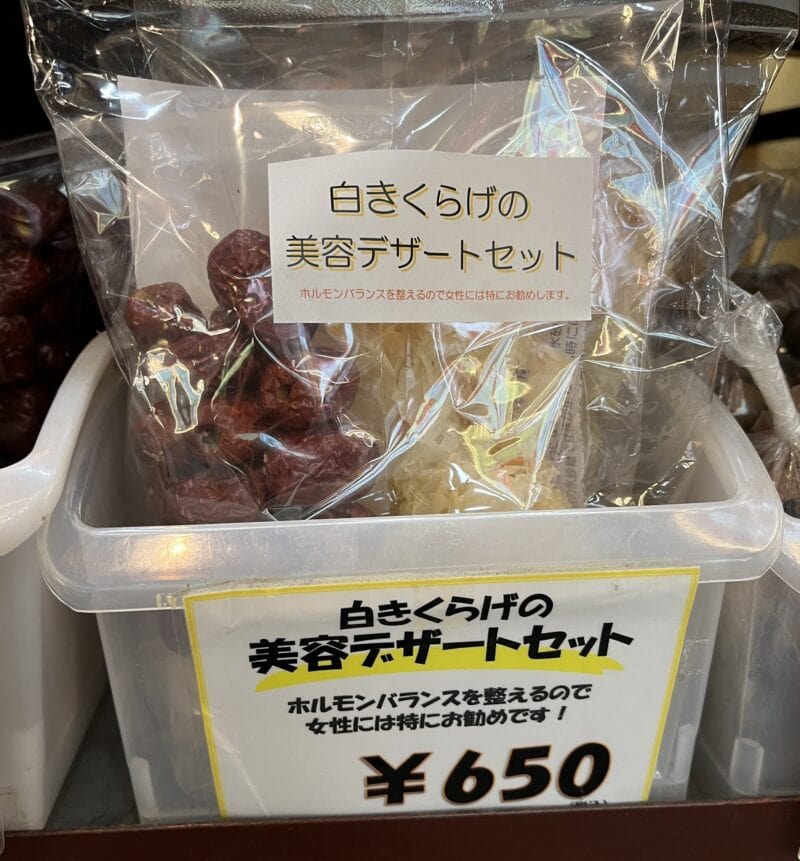 白きくらげの
美容デザートセット
ホルモンバランスを整えるので女性には特にお勧めします。
白きくらげの
美容デザートセット
ホルモンバランスを整えるので
女性には特にお勧めです！
￥650